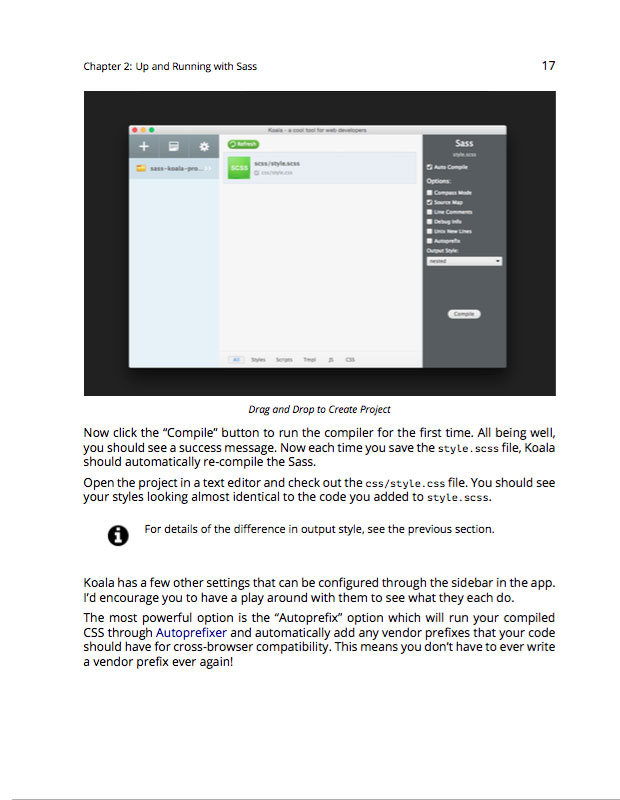 Chapter 2: Up and Running with Sass 17
Koala - a cool tool for web developers
Refresh
sass-koala-pro...
SCSS
scss/style.scss
css/style.css
Sass
style.scss
Auto Compile
Options:
Compass Mode
Source Map
Line Comments
Debug Info
Unix New Lines
Autoprefix
Output Style:
nested
Compile
All Styles Scripts Tmpl JS CSS
Drag and Drop to Create Project
Now click the “Compile” button to run the compiler for the first time. All being well,
you should see a success message. Now each time you save the style.scss file, Koala
should automatically re-compile the Sass.
Open the project in a text editor and check out the css/style.css file. You should see
your styles looking almost identical to the code you added to style.scss.
For details of the difference in output style, see the previous section.
Koala has a few other settings that can be configured through the sidebar in the app.
I’d encourage you to have a play around with them to see what they each do.
The most powerful option is the “Autoprefix” option which will run your compiled
CSS through Autoprefixer and automatically add any vendor prefixes that your code
should have for cross-browser compatibility. This means you don’t have to ever write
a vendor prefix ever again!